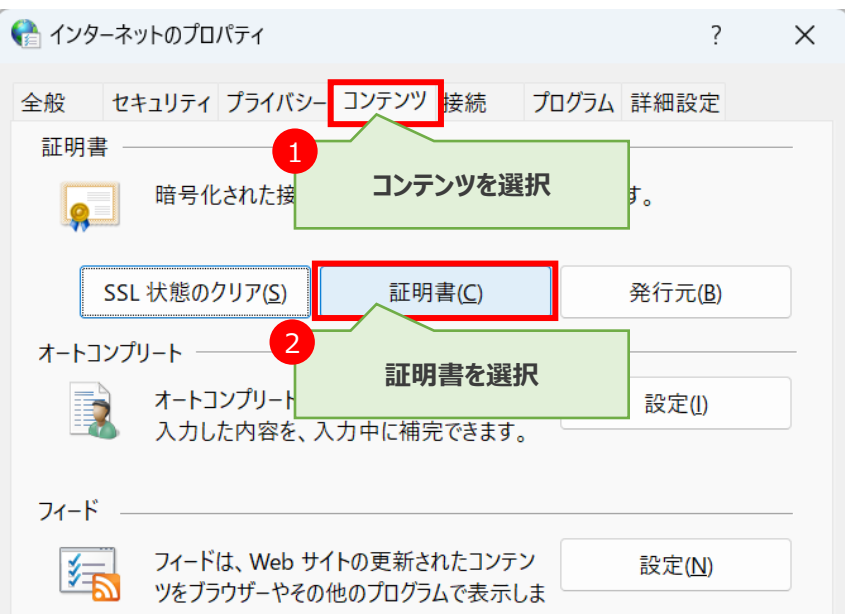 インターネットのプロパティ ? ×
全般 セキュリティ プライバシー コンテンツ 接続 プログラム 詳細設定
証明書
1
コンテンツを選択
暗号化された接 す。
SSL 状態のクリア(S) 証明書(C) 発行元(B)
2
証明書を選択
オートコンプリート
オートコンプリート
入力した内容を、入力中に補完できます。
設定(I)
フィード
フィードは、Web サイトの更新されたコンテン
ツをブラウザーやその他のプログラムで表示しま
設定(N)